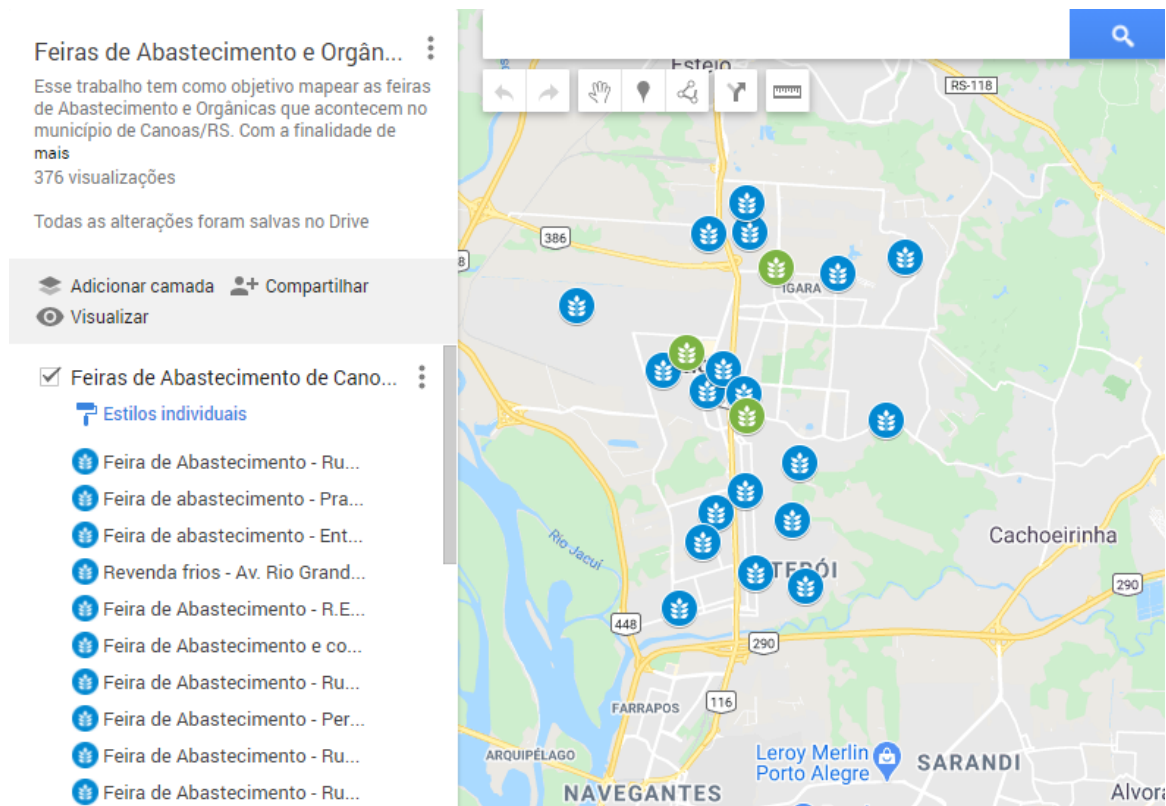 Feiras de Abastecimento e Orgân...
Esse trabalho tem como objetivo mapear as feiras
de Abastecimento e Orgânicas que acontecem no
município de Canoas/RS. Com a finalidade de
mais
376 visualizações
Todas as alterações foram salvas no Drive
Adicionar camada
Compartilhar
Visualizar
Feiras de Abastecimento de Cano...
Estilos individuais
Feira de Abastecimento - Ru...
Feira de abastecimento - Pra...
Feira de abastecimento - Ent...
Revenda frios - Av. Rio Grand...
Feira de Abastecimento - R.E...
Feira de Abastecimento e co...
Feira de Abastecimento - Ru...
Feira de Abastecimento - Per...
Feira de Abastecimento - Ru...
Feira de Abastecimento - Ru...
Esteio
RS-118
386
8
IGARA
Rio Jacuí
Cachoeirinha
TERÓI
290
448
290
FARRAPOS
116
ARQUIPÉLAGO
Leroy Merlin
Porto Alegre
SARANDI
NAVEGANTES
Alvora